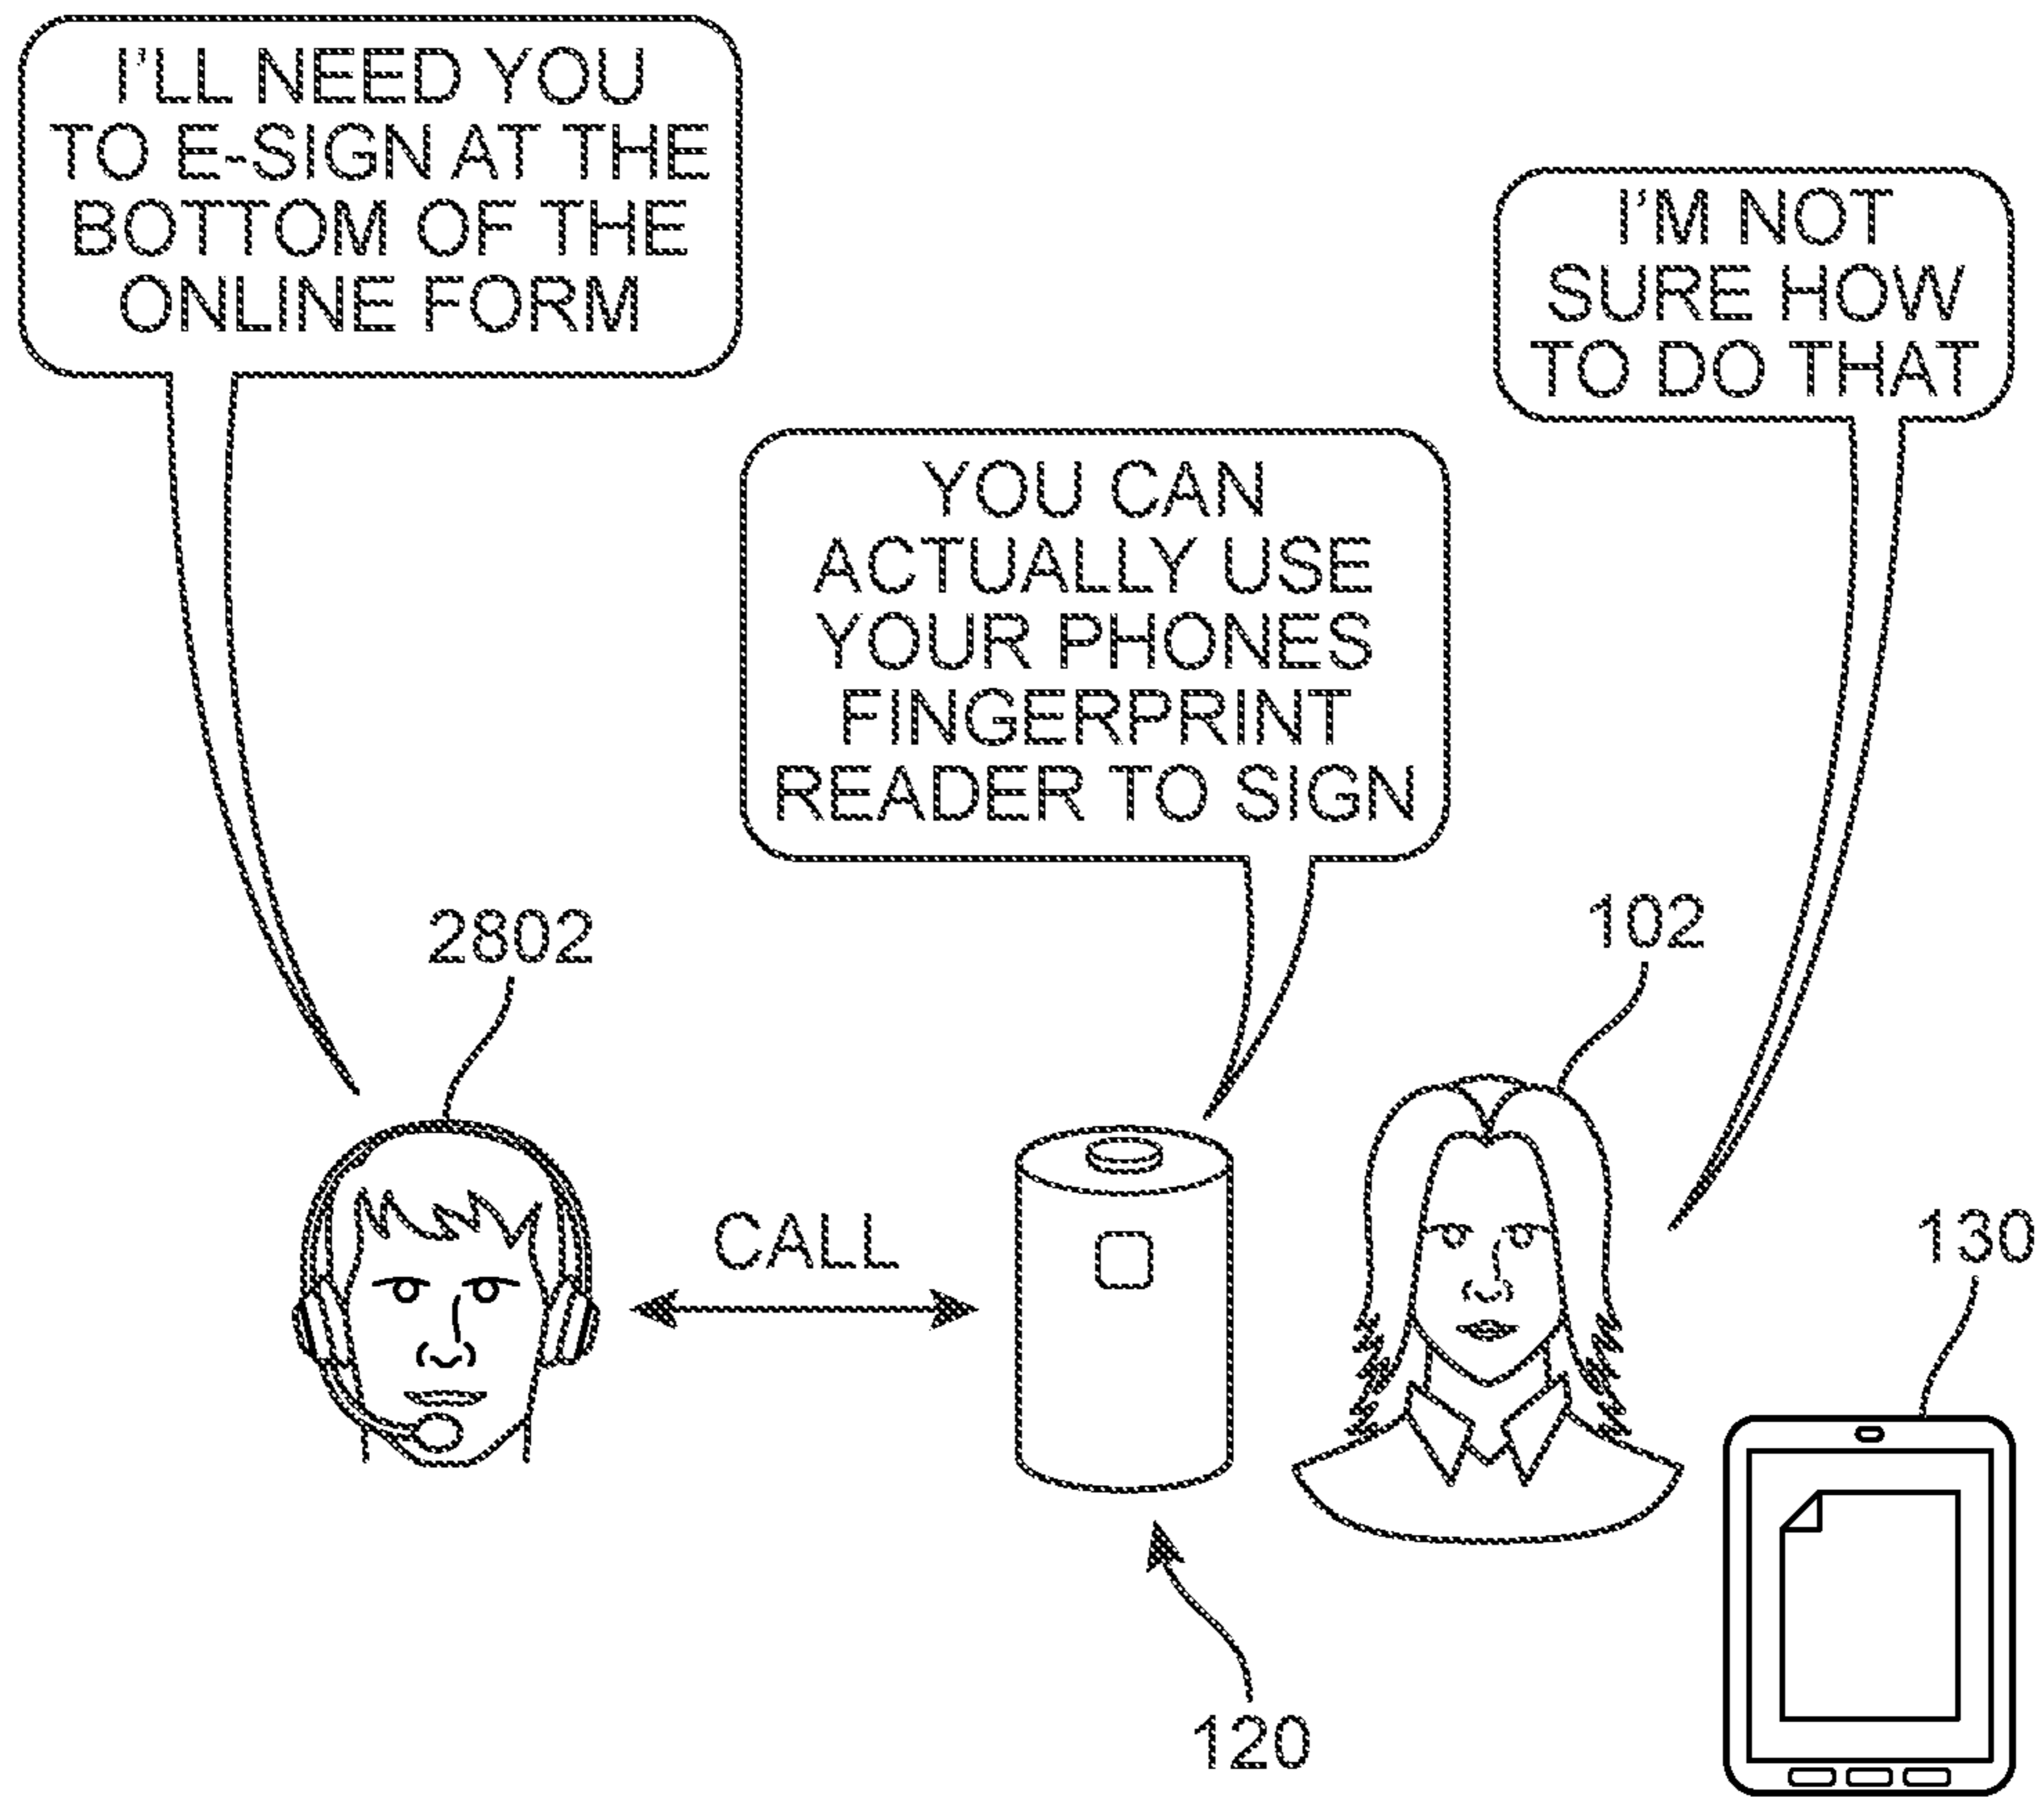 I'LL NEED YOU
TO E-SIGN AT THE
BOTTOM OF THE
ONLINE FORM
I'M NOT
SURE HOW
TO DO THAT
YOU CAN
ACTUALLY USE
YOUR PHONES
FINGERPRINT
READER TO SIGN
2802
102
CALL
130
120